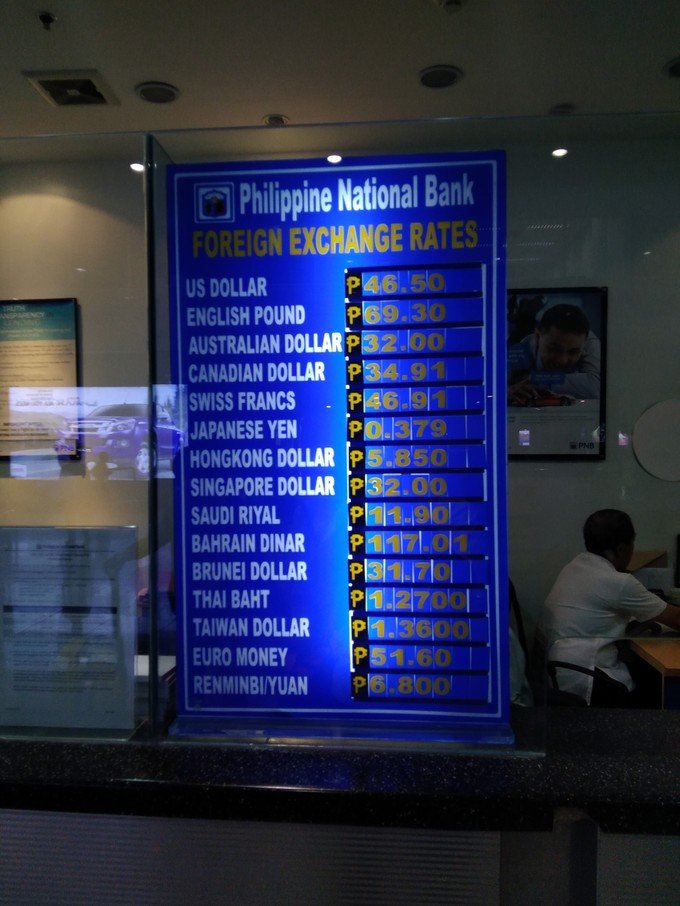 Philippine National Bank
FOREIGN EXCHANGE RATES
US DOLLAR ₱46.50
ENGLISH POUND ₱69.30
AUSTRALIAN DOLLAR ₱32.00
CANADIAN DOLLAR ₱34.91
SWISS FRANCS ₱46.91
JAPANESE YEN ₱0.379
HONGKONG DOLLAR ₱5.850
SINGAPORE DOLLAR ₱32.00
SAUDI RIYAL ₱11.90
BAHRAIN DINAR ₱117.01
BRUNEI DOLLAR ₱31.70
THAI BAHT ₱1.2700
TAIWAN DOLLAR ₱1.3600
EURO MONEY ₱51.60
RENMINBI/YUAN ₱6.800
TRUTH
PNB